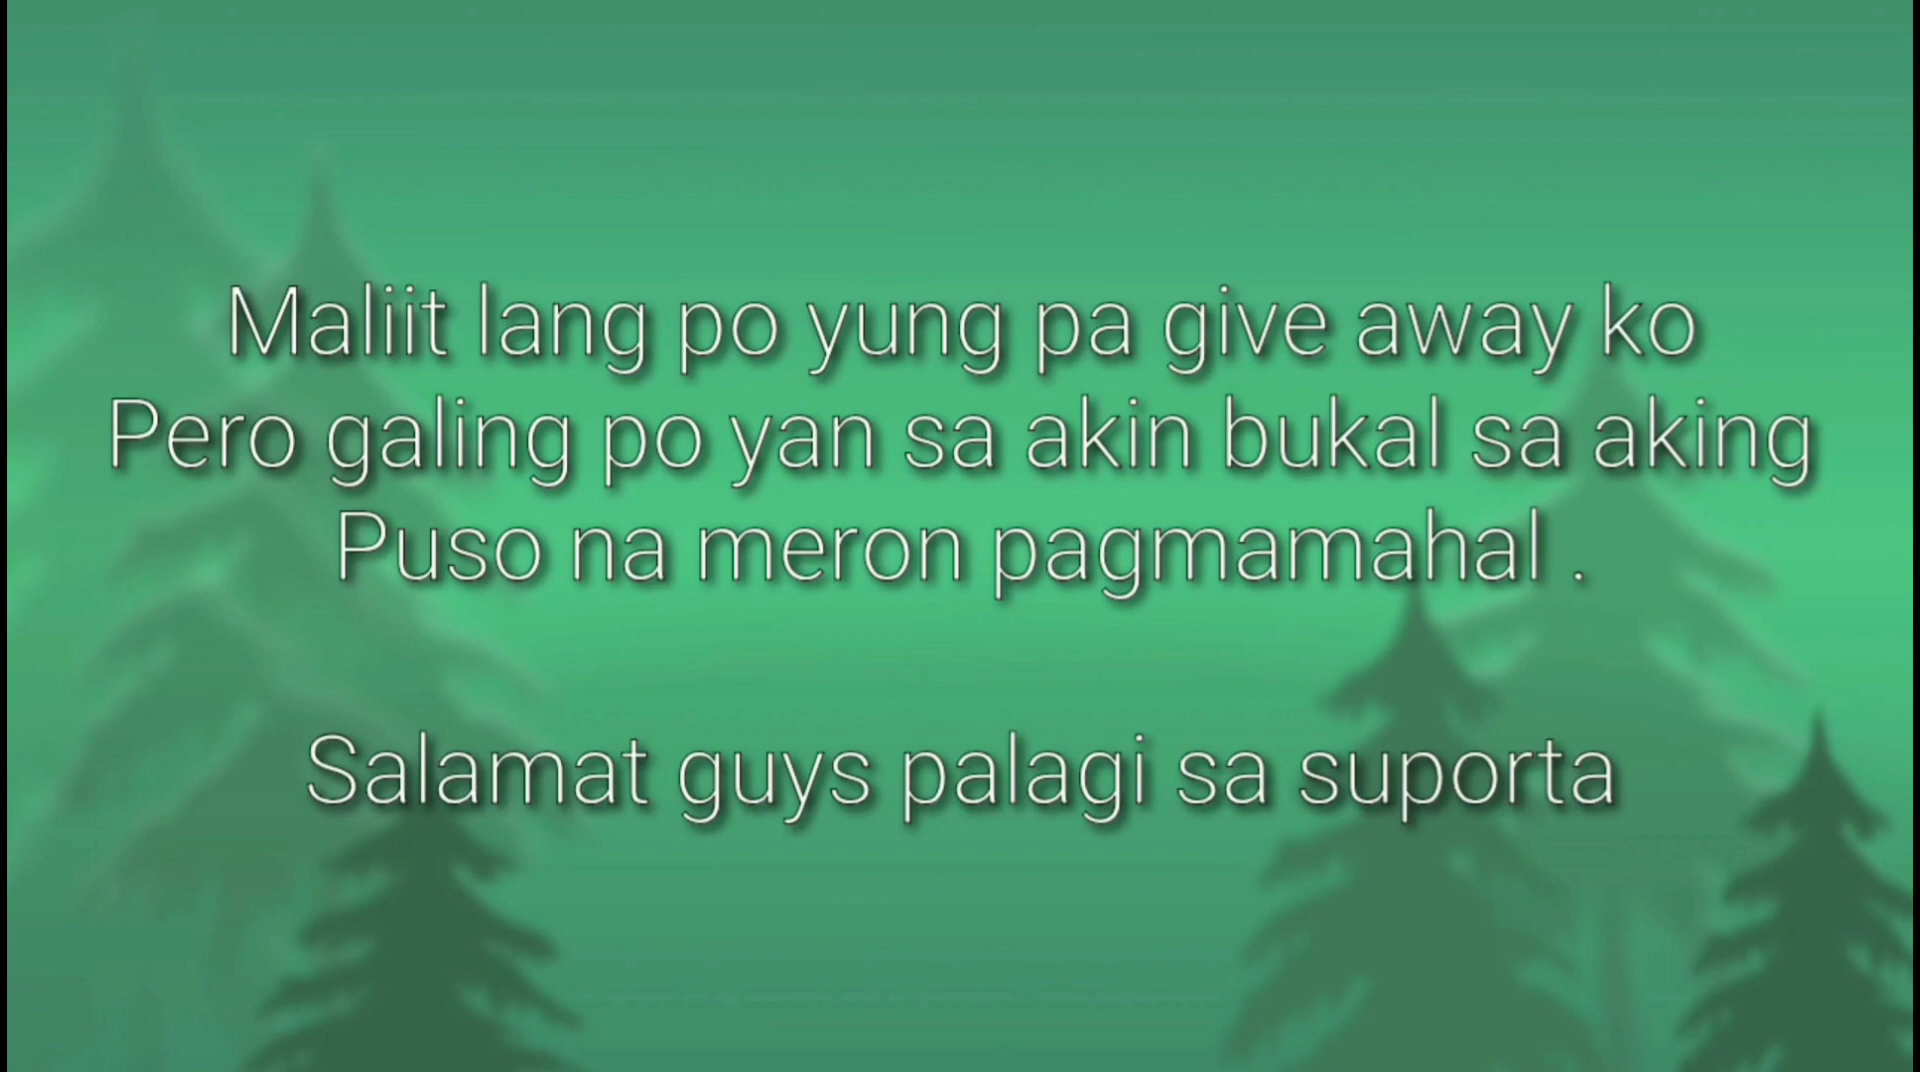 Maliit lang po yung pa give away ko
Pero galing po yan sa akin bukal sa aking
Puso na meron pagmamahal .
Salamat guys palagi sa suporta